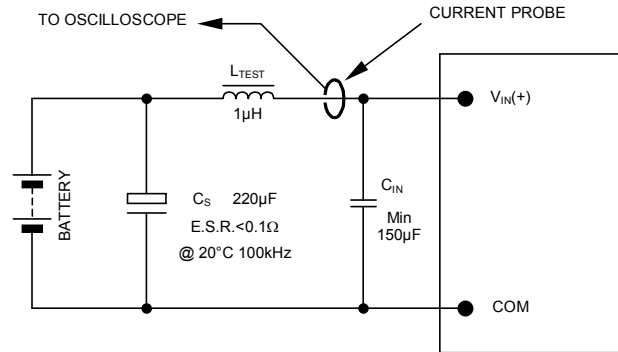 TO OSCILLOSCOPE
CURRENT PROBE
LTEST
1µH
VIN(+)
BATTERY
CS 220µF
E.S.R.<0.1Ω
@ 20°C 100kHz
CIN
Min
150µF
COM